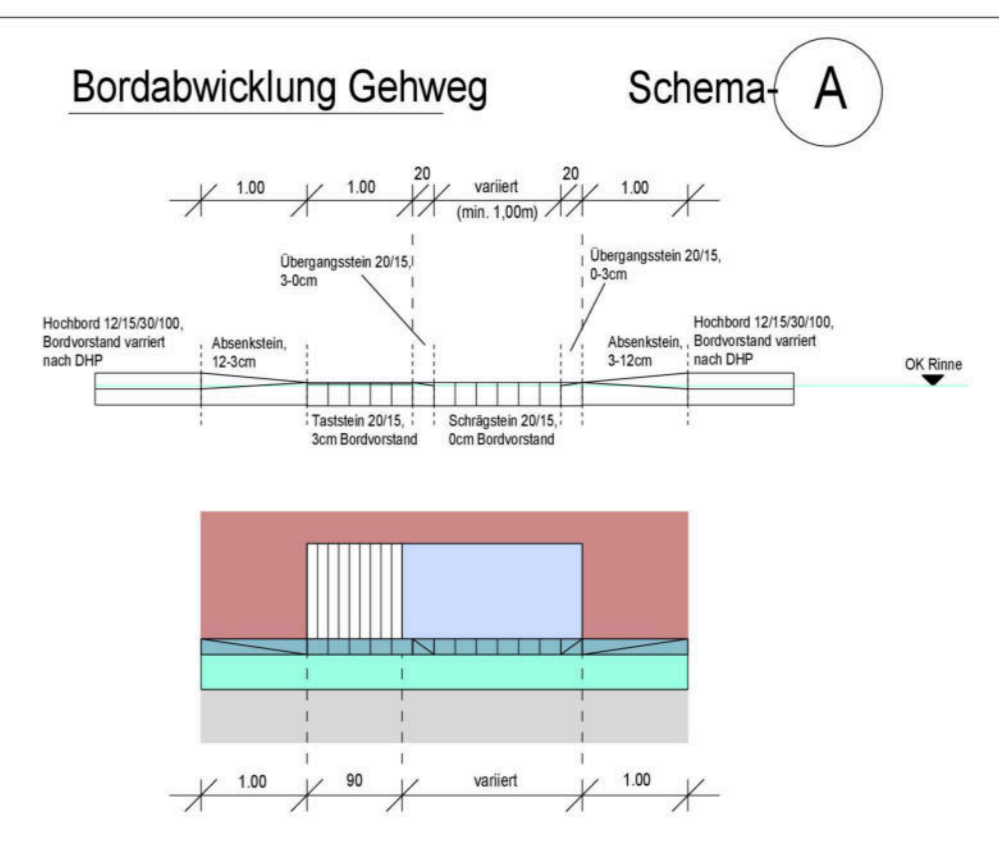 Bordabwicklung Gehweg
Schema- A
1.00
1.00
20
variiert
(min. 1,00m)
20
1.00
Übergangsstein 20/15,
3-0cm
Übergangsstein 20/15,
0-3cm
Hochbord 12/15/30/100,
Bordvorstand varriert
nach DHP
Absenkstein,
12-3cm
Absenkstein,
3-12cm
Hochbord 12/15/30/100,
Bordvorstand varriert
nach DHP
OK Rinne
Taststein 20/15,
3cm Bordvorstand
Schrägstein 20/15,
0cm Bordvorstand
1.00
90
variiert
1.00